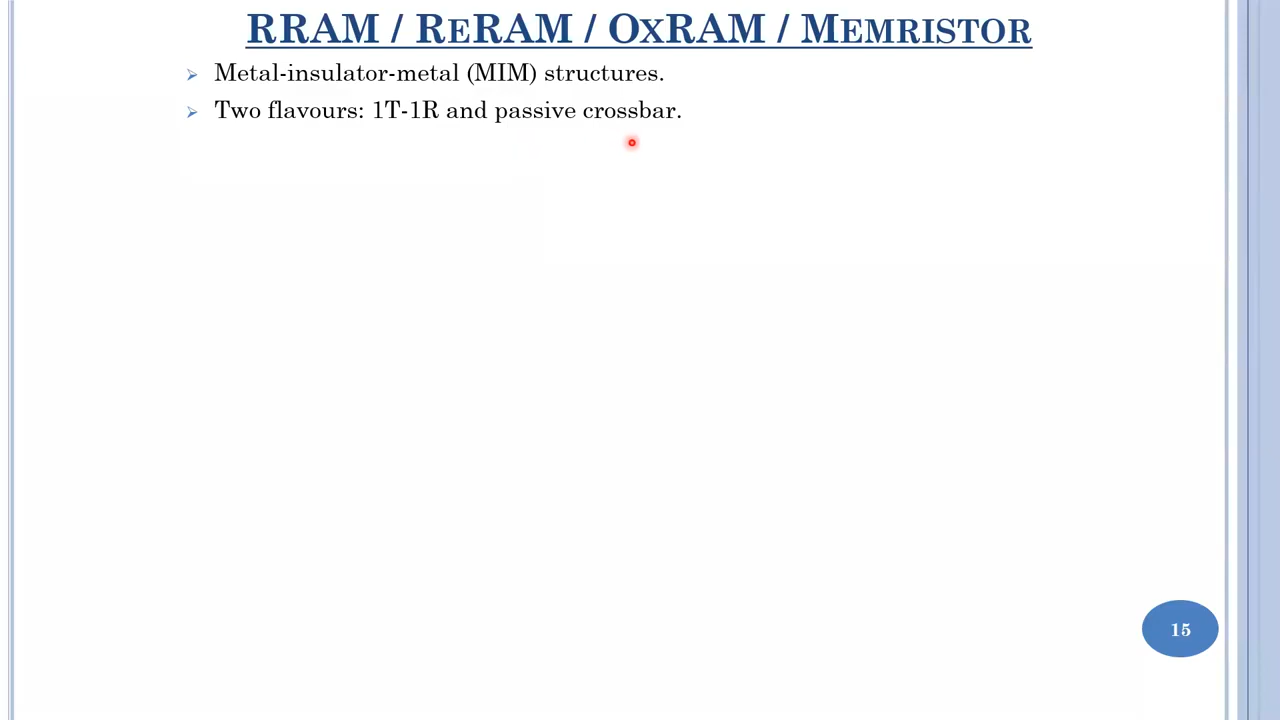 RRAM / ReRAM / OxRAM / Memristor
Metal-insulator-metal (MIM) structures.
Two flavours: 1T-1R and passive crossbar.
15